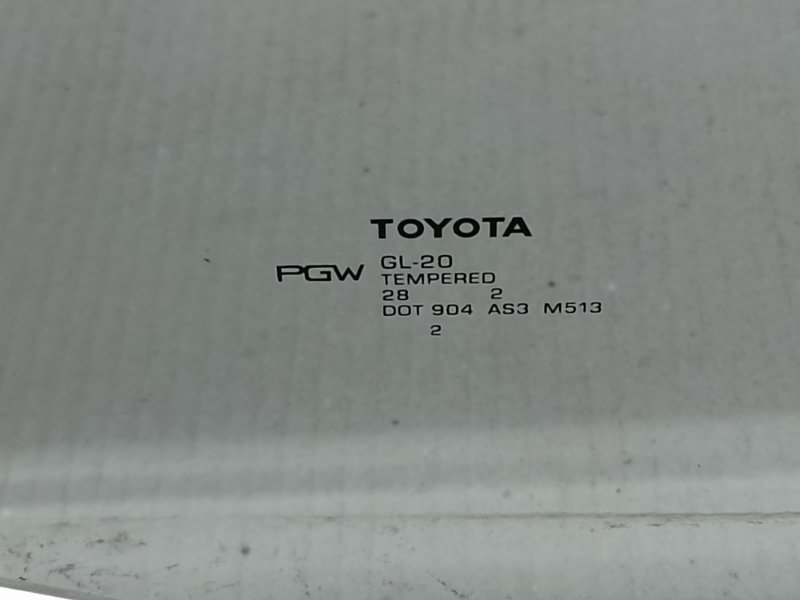 TOYOTA
PGW GL-20
TEMPERED
28 2
DOT 904 AS3 M513
2